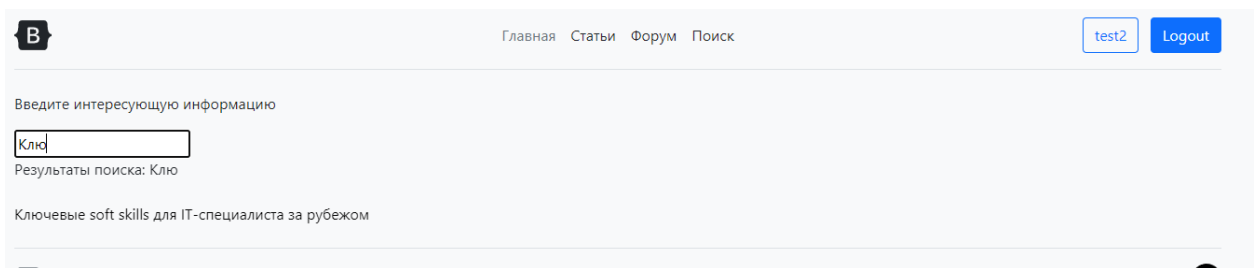 B
Главная Статьи Форум Поиск
test2 Logout
Введите интересующую информацию
Клю
Результаты поиска: Клю
Ключевые soft skills для IT-специалиста за рубежом